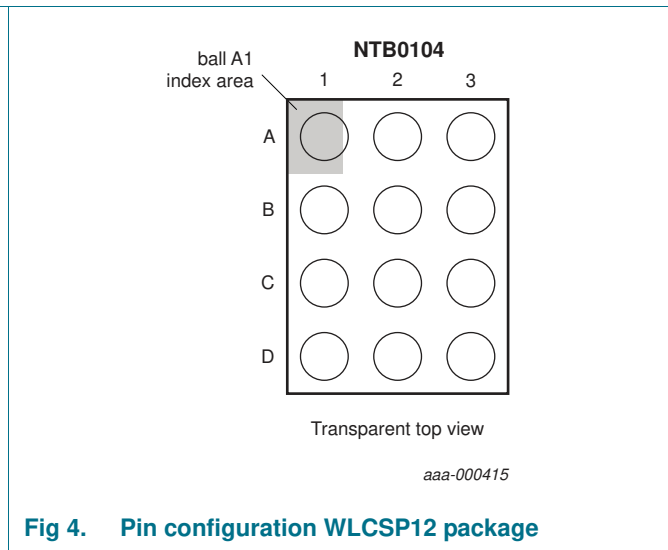 NTB0104
ball A1
index area
1 2 3
A
B
C
D
Transparent top view
aaa-000415
Fig 4. Pin configuration WLCSP12 package